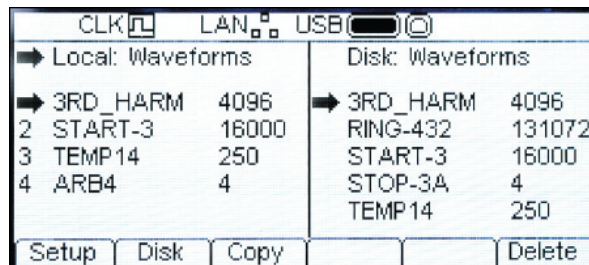 CLK LAN USB
Local: Waveforms
3RD_HARM 4096
2 START-3 16000
3 TEMP14 250
4 ARB4 4
Disk: Waveforms
3RD_HARM 4096
RING-432 131072
START-3 16000
STOP-3A 4
TEMP14 250
Setup Disk Copy Delete